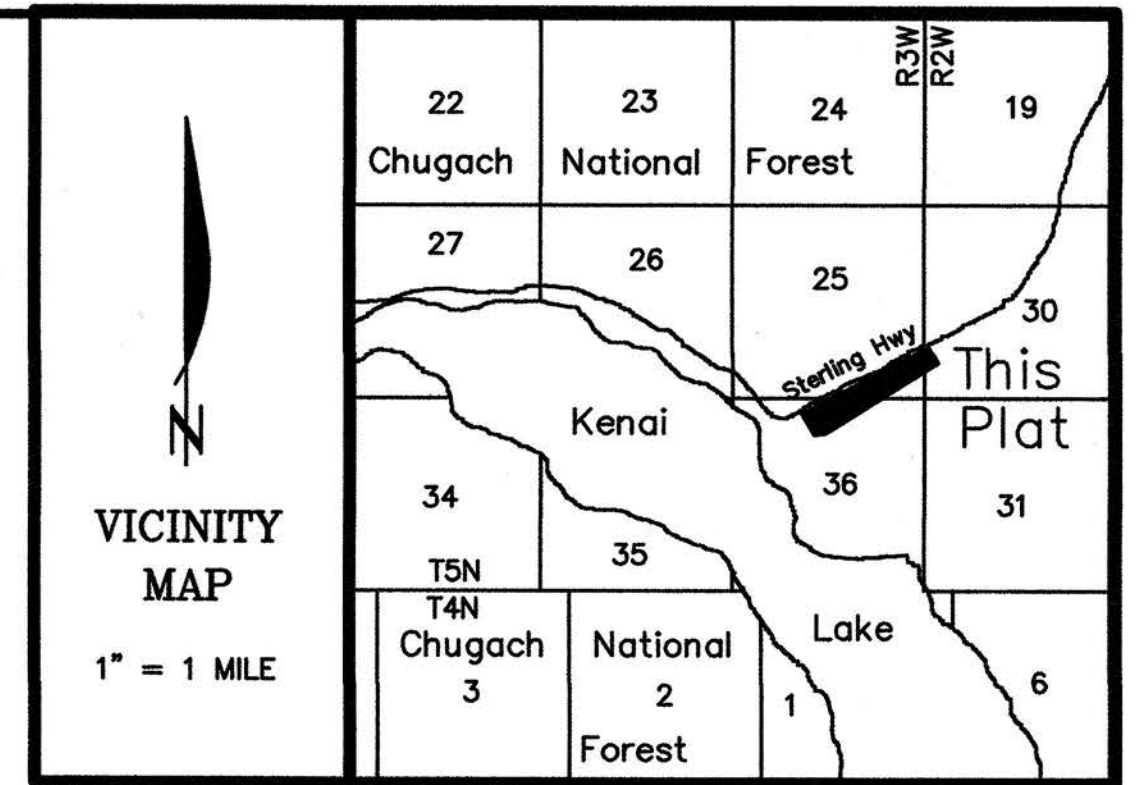 VICINITY
MAP
1" = 1 MILE
N
R3W
R2W
22
23
24
19
Chugach
National
Forest
27
26
25
30
Sterling Hwy
This
Plat
Kenai
34
35
36
31
T5N
T4N
Chugach
National
Lake
3
2
1
6
Forest